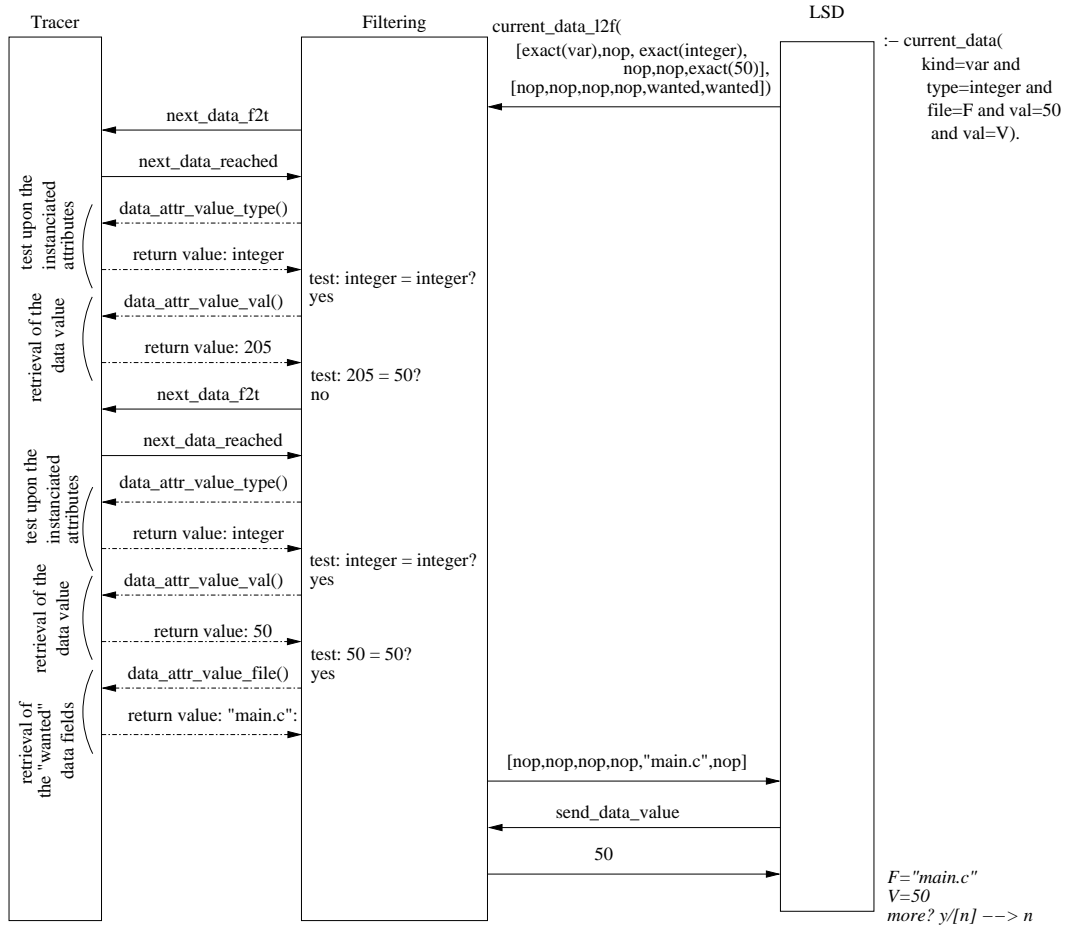 Tracer
Filtering
LSD
current_data_l2f(
[exact(var),nop, exact(integer),
nop,nop,exact(50)],
[nop,nop,nop,nop,wanted,wanted])
:− current_data(
kind=var and
type=integer and
file=F and val=50
and val=V).
next_data_f2t
next_data_reached
test upon the
instanciated
attributes
data_attr_value_type()
return value: integer
test: integer = integer?
yes
retrieval of the
data value
data_attr_value_val()
return value: 205
test: 205 = 50?
no
next_data_f2t
next_data_reached
test upon the
instanciated
attributes
data_attr_value_type()
return value: integer
test: integer = integer?
yes
retrieval of the
data value
data_attr_value_val()
return value: 50
test: 50 = 50?
yes
retrieval of
the "wanted"
data fields
data_attr_value_file()
return value: "main.c":
[nop,nop,nop,nop,"main.c",nop]
send_data_value
50
F="main.c"
V=50
more? y/[n] −−> n